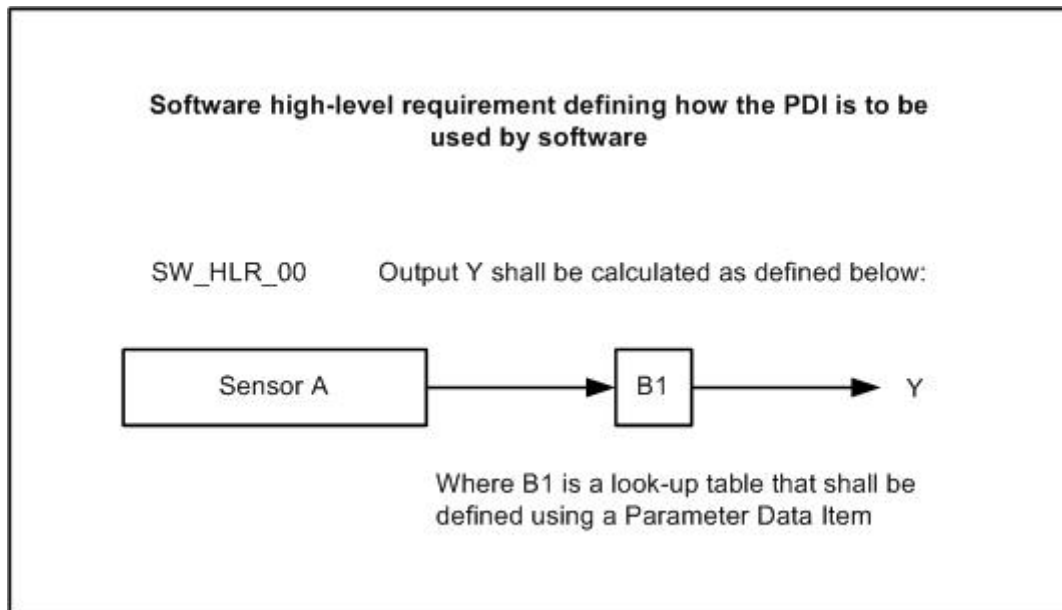 Software high-level requirement defining how the PDI is to be
used by software
SW_HLR_00 Output Y shall be calculated as defined below:
Sensor A B1 Y
Where B1 is a look-up table that shall be
defined using a Parameter Data Item